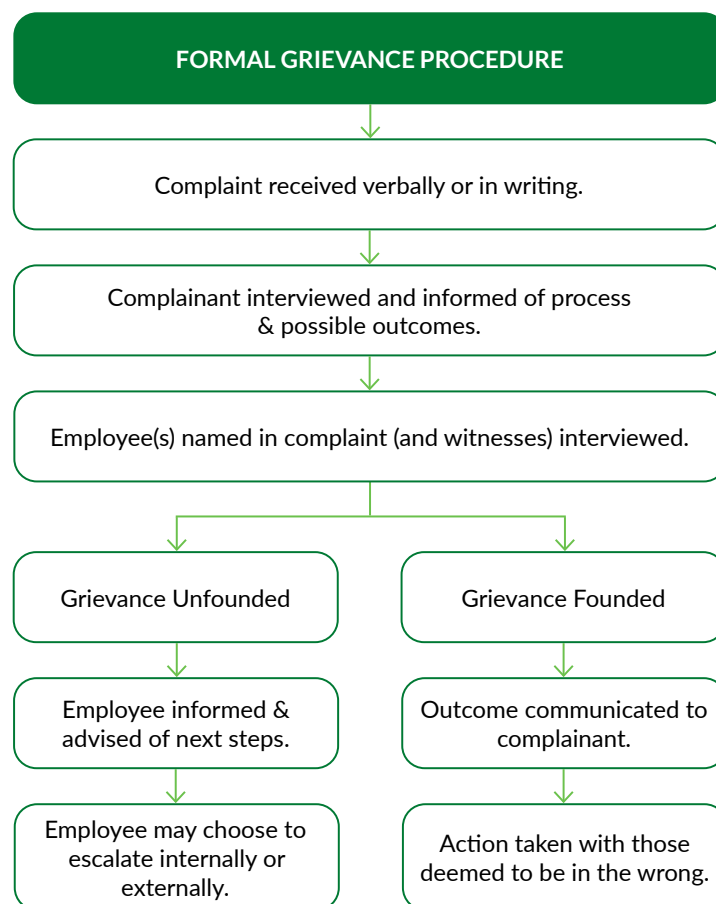 FORMAL GRIEVANCE PROCEDURE
Complaint received verbally or in writing.
Complainant interviewed and informed of process
& possible outcomes.
Employee(s) named in complaint (and witnesses) interviewed.
Grievance Unfounded
Grievance Founded
Employee informed &
advised of next steps.
Outcome communicated to
complainant.
Employee may choose to
escalate internally or
externally.
Action taken with those
deemed to be in the wrong.